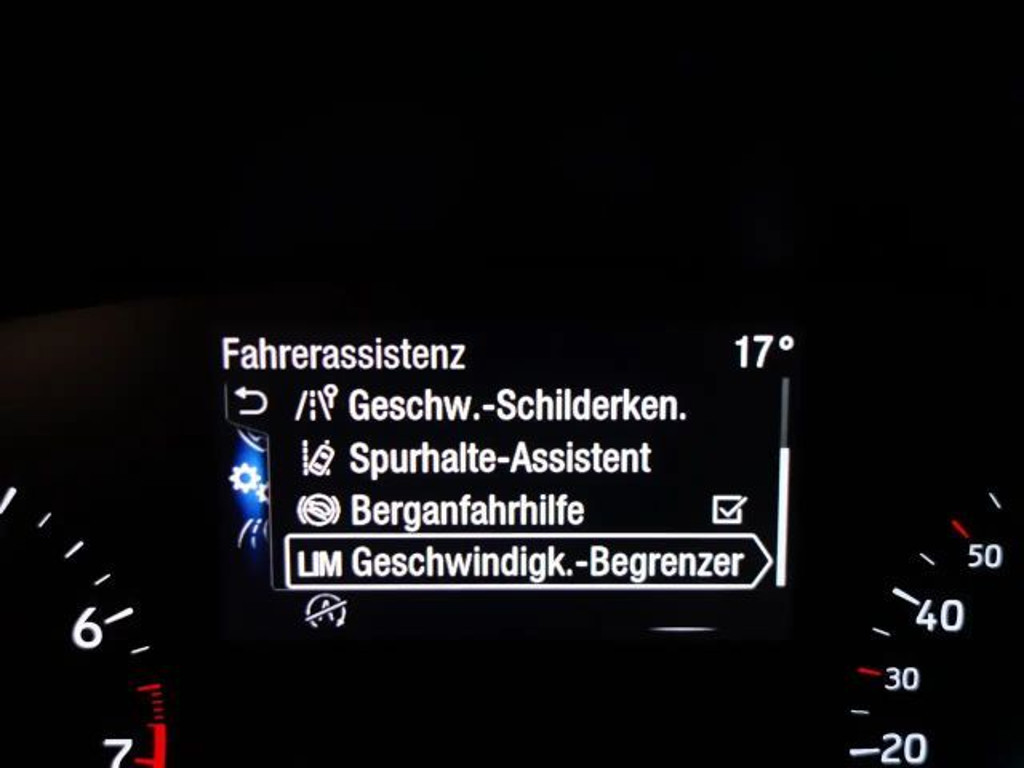 Fahrerassistenz 17°
Geschw.-Schilderken.
Spurhalte-Assistent
Berganfahrhilfe
LIM Geschwindigk.-Begrenzer
A
6
7
50
40
30
20